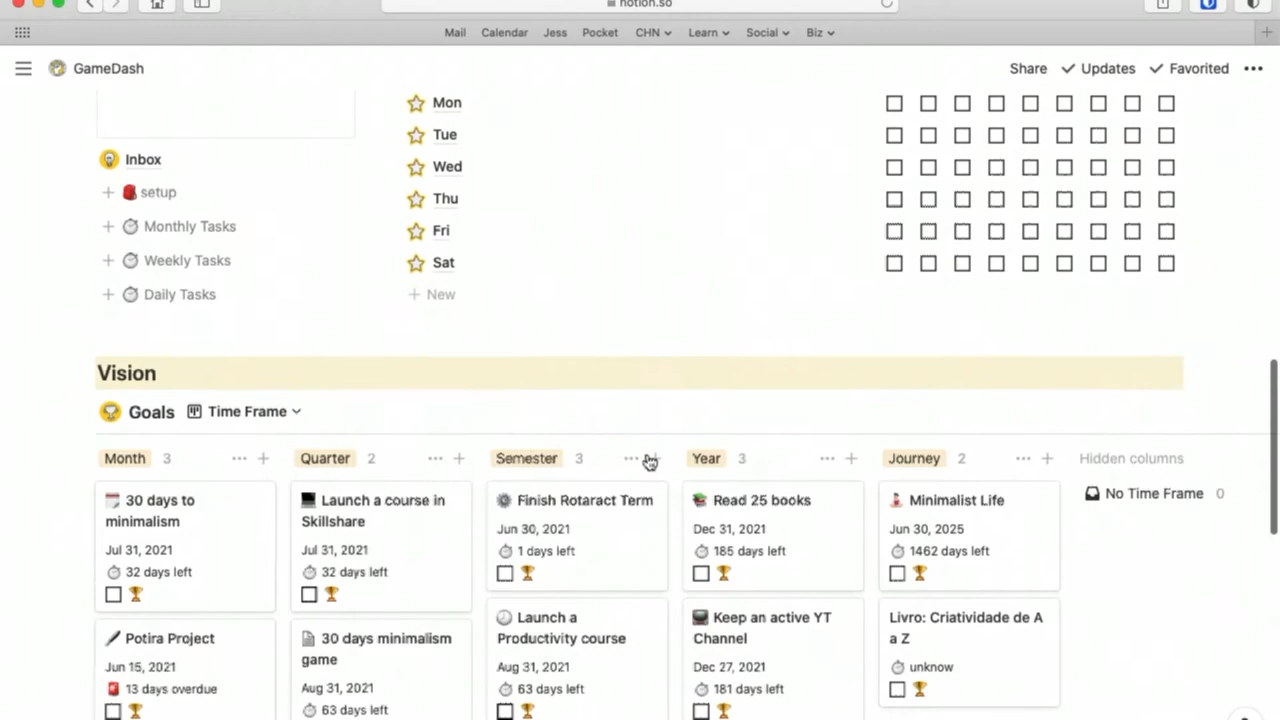 notion.so
Mail Calendar Jess Pocket CHN Learn Social Biz
GameDash
Share Updates Favorited
Mon
Tue
Inbox
Wed
setup
Thu
Monthly Tasks
Fri
Weekly Tasks
Sat
Daily Tasks
New
Vision
Goals Time Frame
Month 3 Quarter 2 Semester 3 Year 3 Journey 2 Hidden columns
No Time Frame 0
30 days to
minimalism
Jul 31, 2021
32 days left
Potira Project
Jun 15, 2021
13 days overdue
Launch a course in
Skillshare
Jul 31, 2021
32 days left
30 days minimalism
game
Aug 31, 2021
63 days left
Finish Rotaract Term
Jun 30, 2021
1 days left
Launch a
Productivity course
Aug 31, 2021
63 days left
Read 25 books
Dec 31, 2021
185 days left
Keep an active YT
Channel
Dec 27, 2021
181 days left
Minimalist Life
Jun 30, 2025
1462 days left
Livro: Criatividade de A
a Z
unknow